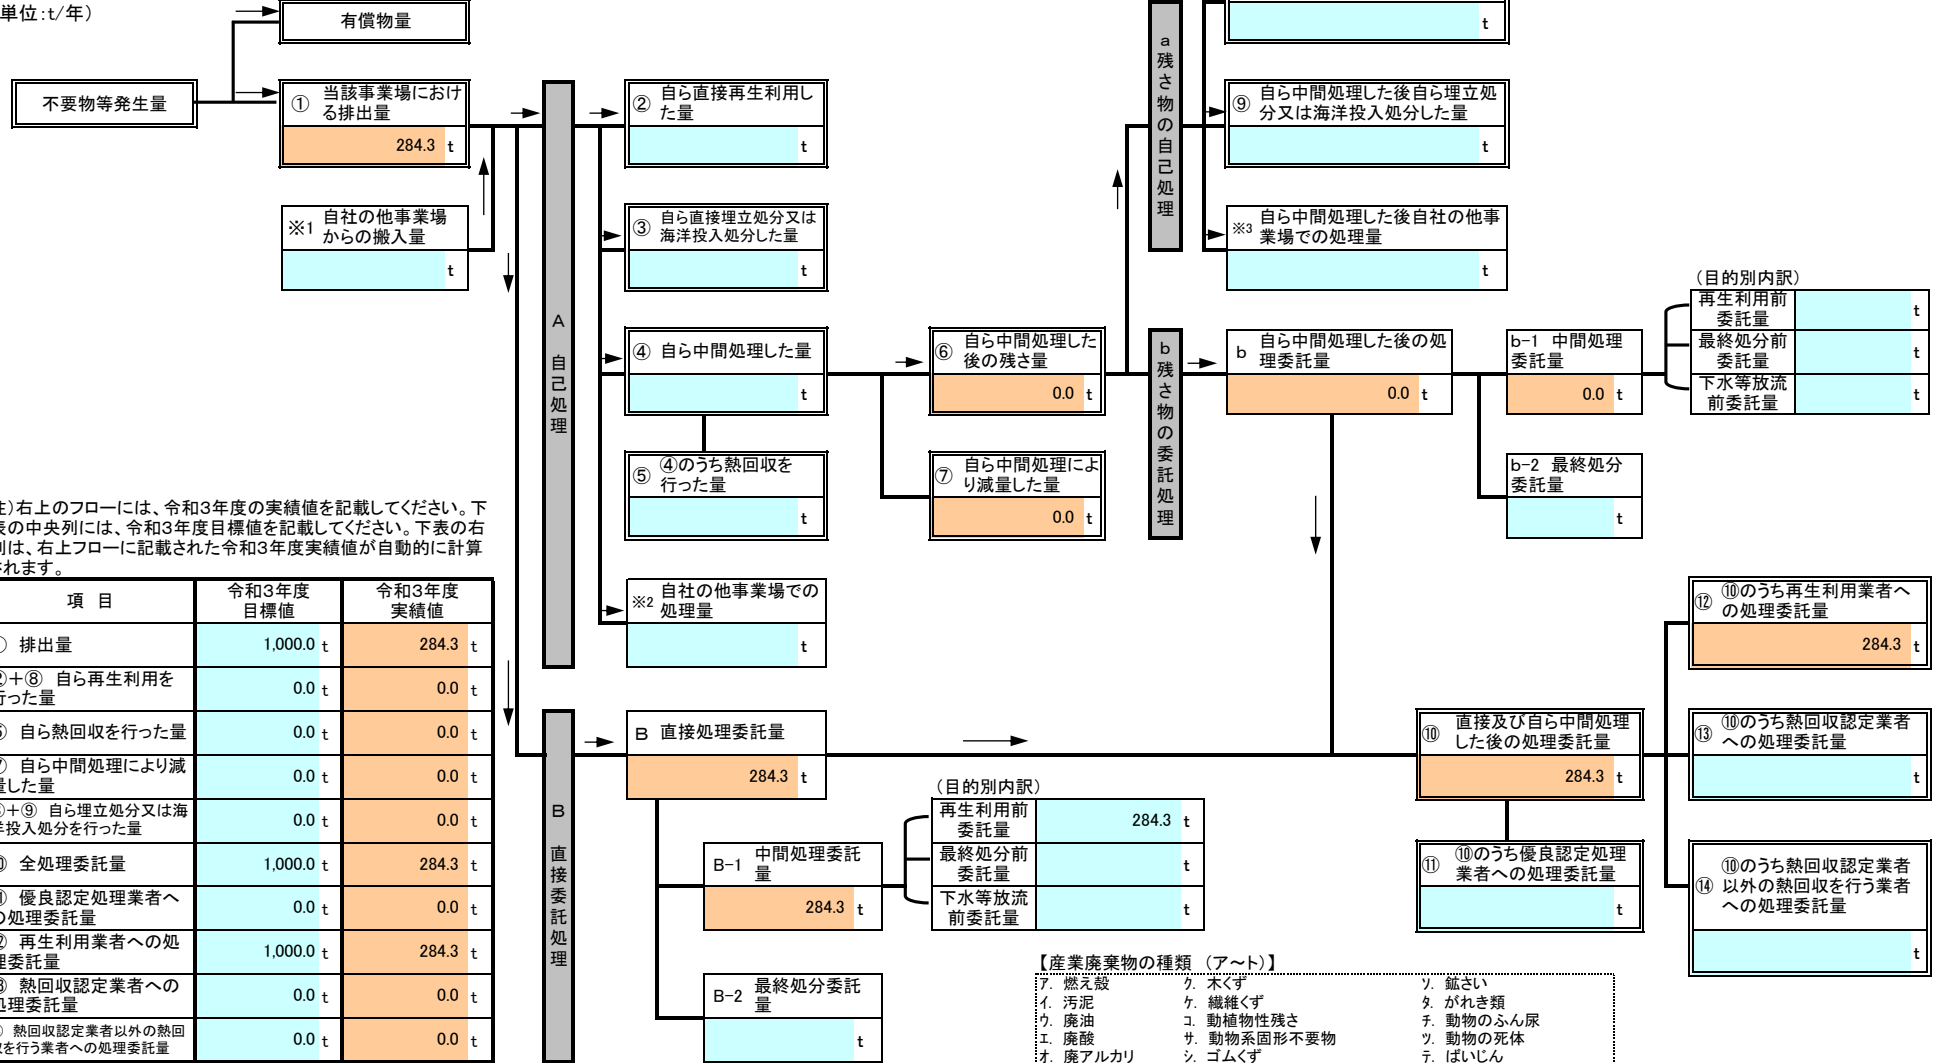 単位:t/年）
有償物量
不要物等発生量
① 当該事業場におけ
る排出量
284.3 t
※1 自社の他事業場
からの搬入量
t
A 自己処理
② 自ら直接再生利用し
た量
t
③ 自ら直接埋立処分又は
海洋投入処分した量
t
④ 自ら中間処理した量
t
⑤ ④のうち熱回収を
行った量
t
※2 自社の他事業場での
処理量
t
⑥ 自ら中間処理した
後の残さ量
0.0 t
⑦ 自ら中間処理によ
り減量した量
0.0 t
a残さ物の自己処理
t
⑨ 自ら中間処理した後自ら埋立処
分又は海洋投入処分した量
t
※3 自ら中間処理した後自社の他事
業場での処理量
t
b残さ物の委託処理
b 自ら中間処理した後の処
理委託量
0.0 t
b-1 中間処理
委託量
0.0 t
b-2 最終処分
委託量
t
（目的別内訳）
再生利用前
委託量
t
最終処分前
委託量
t
下水等放流
前委託量
t
注）右上のフローには、令和3年度の実績値を記載してください。下
表の中央列には、令和3年度目標値を記載してください。下表の右
列は、右上フローに記載された令和3年度実績値が自動的に計算
されます。
項 目 令和3年度
目標値 令和3年度
実績値
① 排出量 1,000.0 t 284.3 t
②+⑧ 自ら再生利用を
行った量 0.0 t 0.0 t
⑤ 自ら熱回収を行った量 0.0 t 0.0 t
⑦ 自ら中間処理により減
量した量 0.0 t 0.0 t
③+⑨ 自ら埋立処分又は海
洋投入処分を行った量 0.0 t 0.0 t
⑩ 全処理委託量 1,000.0 t 284.3 t
⑪ 優良認定処理業者へ
の処理委託量 0.0 t 0.0 t
⑫ 再生利用業者への処
理委託量 1,000.0 t 284.3 t
⑬ 熱回収認定業者への
処理委託量 0.0 t 0.0 t
⑭ 熱回収認定業者以外の熱回
収を行う業者への処理委託量 0.0 t 0.0 t
B 直接委託処理
B 直接処理委託量
284.3 t
B-1 中間処理委託
量
284.3 t
B-2 最終処分委託
量
t
（目的別内訳）
再生利用前
委託量
284.3 t
最終処分前
委託量
t
下水等放流
前委託量
t
⑩ 直接及び自ら中間処理
した後の処理委託量
284.3 t
⑪ ⑩のうち優良認定処理
業者への処理委託量
t
⑫ ⑩のうち再生利用業者へ
の処理委託量
284.3 t
⑬ ⑩のうち熱回収認定業者
への処理委託量
t
⑭ ⑩のうち熱回収認定業者
以外の熱回収を行う業者
への処理委託量
t
【産業廃棄物の種類 （ア～ト）】
ア. 燃え殻 ク. 木くず ソ. 鉱さい
イ. 汚泥 ケ. 繊維くず タ. がれき類
ウ. 廃油 コ. 動植物性残さ チ. 動物のふん尿
エ. 廃酸 サ. 動物系固形不要物 ツ. 動物の死体
オ. 廃アルカリ シ. ゴムくず テ. ばいじん